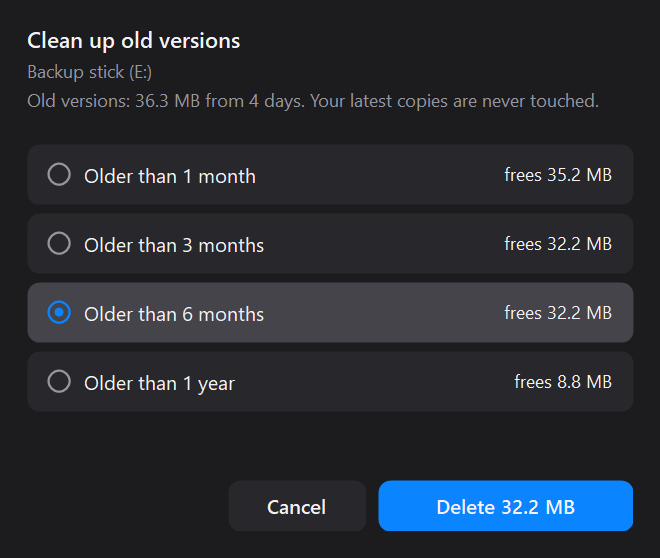 Clean up old versions
Backup stick (E:)
Old versions: 36.3 MB from 4 days. Your latest copies are never touched.
Older than 1 month frees 35.2 MB
Older than 3 months frees 32.2 MB
Older than 6 months frees 32.2 MB
Older than 1 year frees 8.8 MB
Cancel Delete 32.2 MB